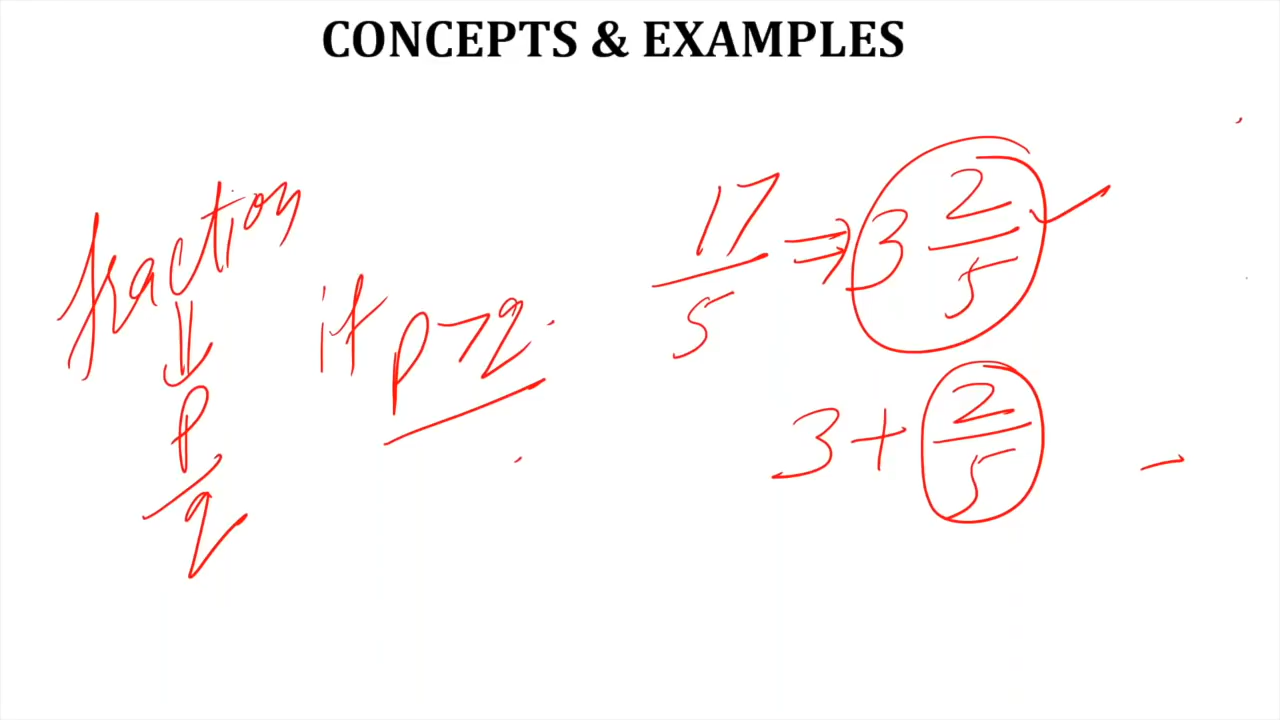 CONCEPTS & EXAMPLES
fraction
⇓
p/q
if p>q
17/5 ⇒ 3 2/5 ✓
3 + 2/5